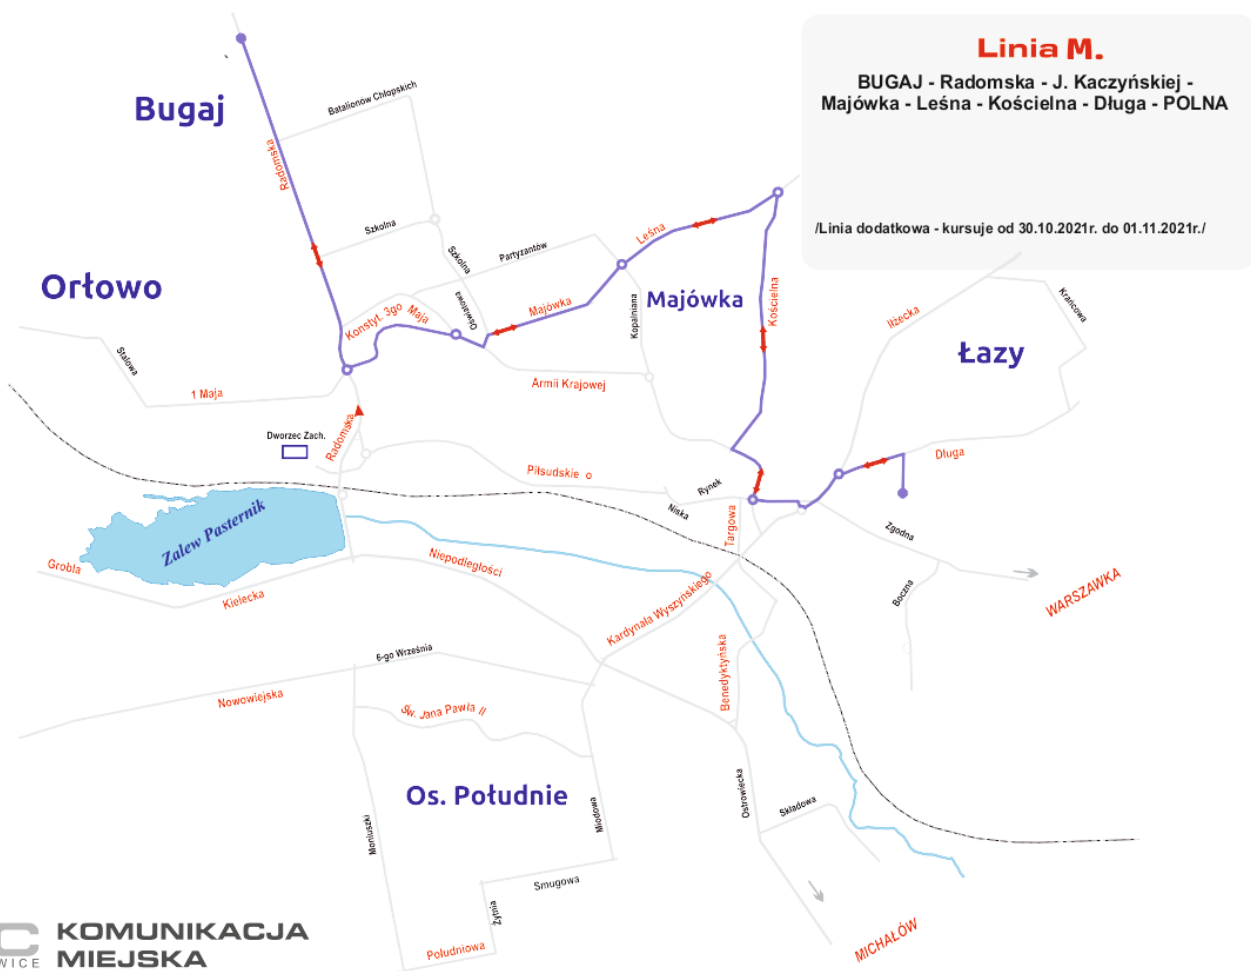 Linia M.
BUGAJ - Radomska - J. Kaczyńskiej -
Majówka - Leśna - Kościelna - Długa - POLNA
/Linia dodatkowa - kursuje od 30.10.2021r. do 01.11.2021r./
Bugaj
Batalionów Chłopskich
Radomska
Szkolna
Szkolna
Partyzantów
Leśna
Orłowo
Konstyt. 3go Maja
Oświatowa
Majówka
Kopalniana
Majówka
Kościelna
Iłżecka
Krańcowa
Łazy
Stalowa
1 Maja
Armii Krajowej
Radomska
Dworzec Zach.
Piłsudskie o
Rynek
Niska
Targowa
Długa
Zgodna
Boczna
WARSZAWKA
Zalew Pasternik
Grobla
Kielecka
Niepodległości
Kardynała Wyszyńskiego
Benedyktyńska
6-go Września
Nowowiejska
Św. Jana Pawla II
Os. Południe
Moniuszki
Miodowa
Ostrowiecka
Składowa
Smugowa
Żytnia
Południowa
MICHAŁÓW
C KOMUNIKACJA
WICE MIEJSKA